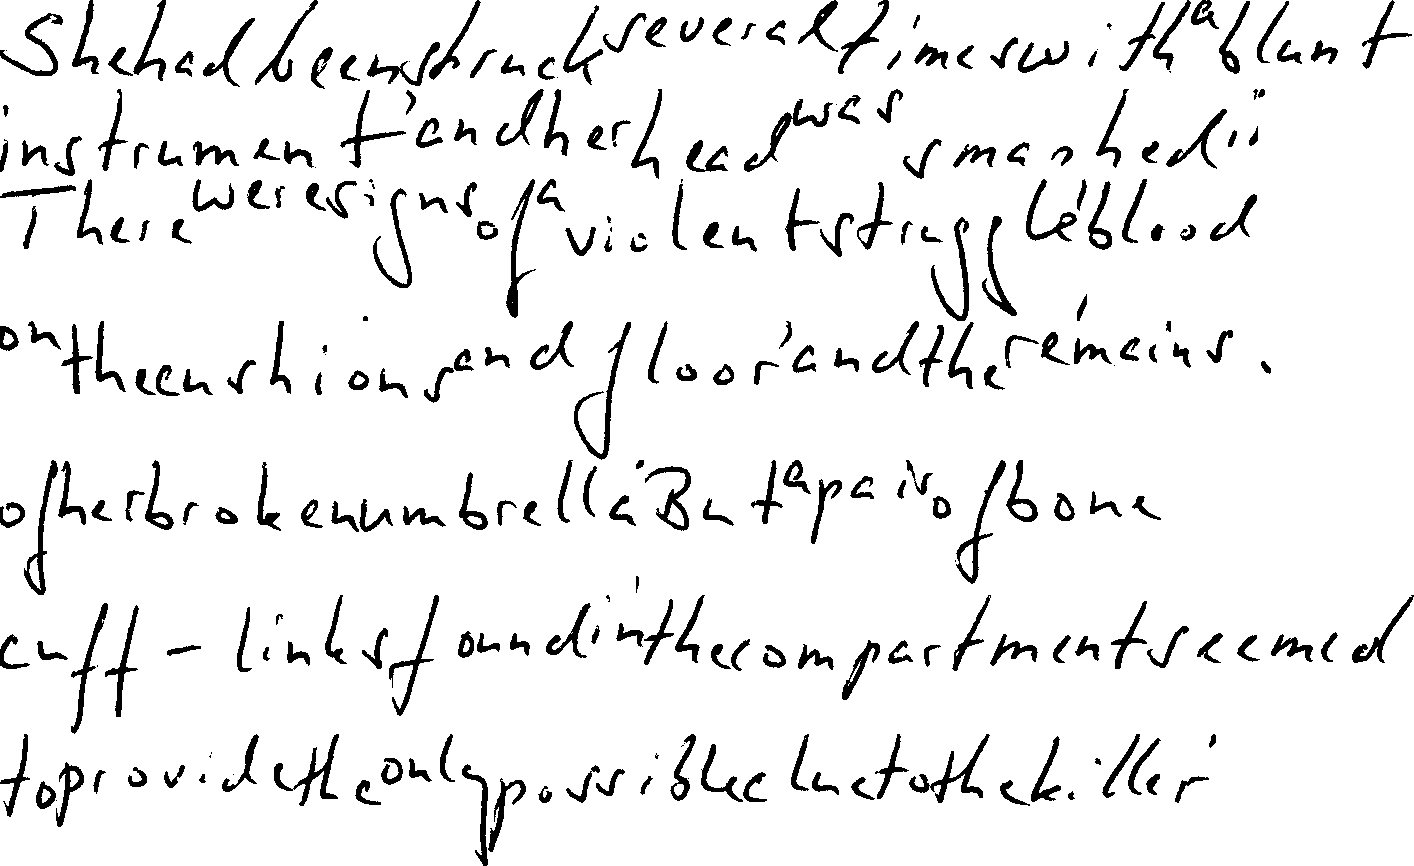 She had been struck several times with a blunt
instrument, and her head was smashed in.
There were signs of a violent struggle, blood
on the cushions and floor, and the remains
of her broken umbrella. But a pair of bone
cuff-links found in the compartment seemed
to provide the only possible clue to the killer.